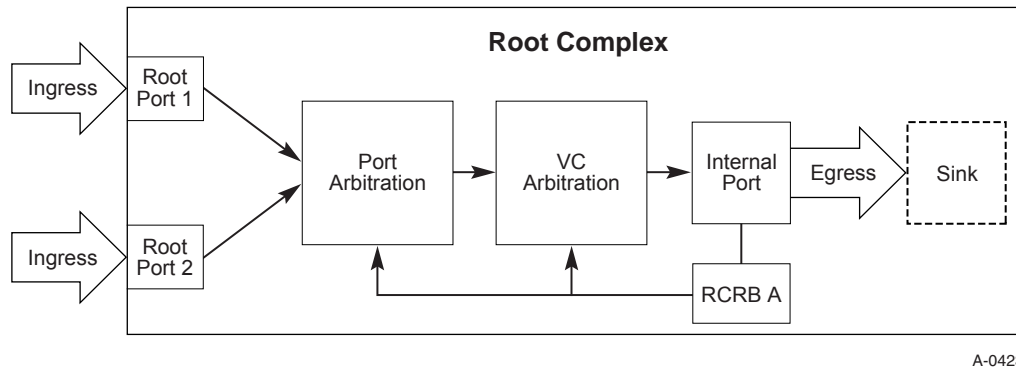 Root Complex
Ingress
Root
Port 1
Port
Arbitration
VC
Arbitration
Internal
Port
Egress
Sink
Ingress
Root
Port 2
RCRB A